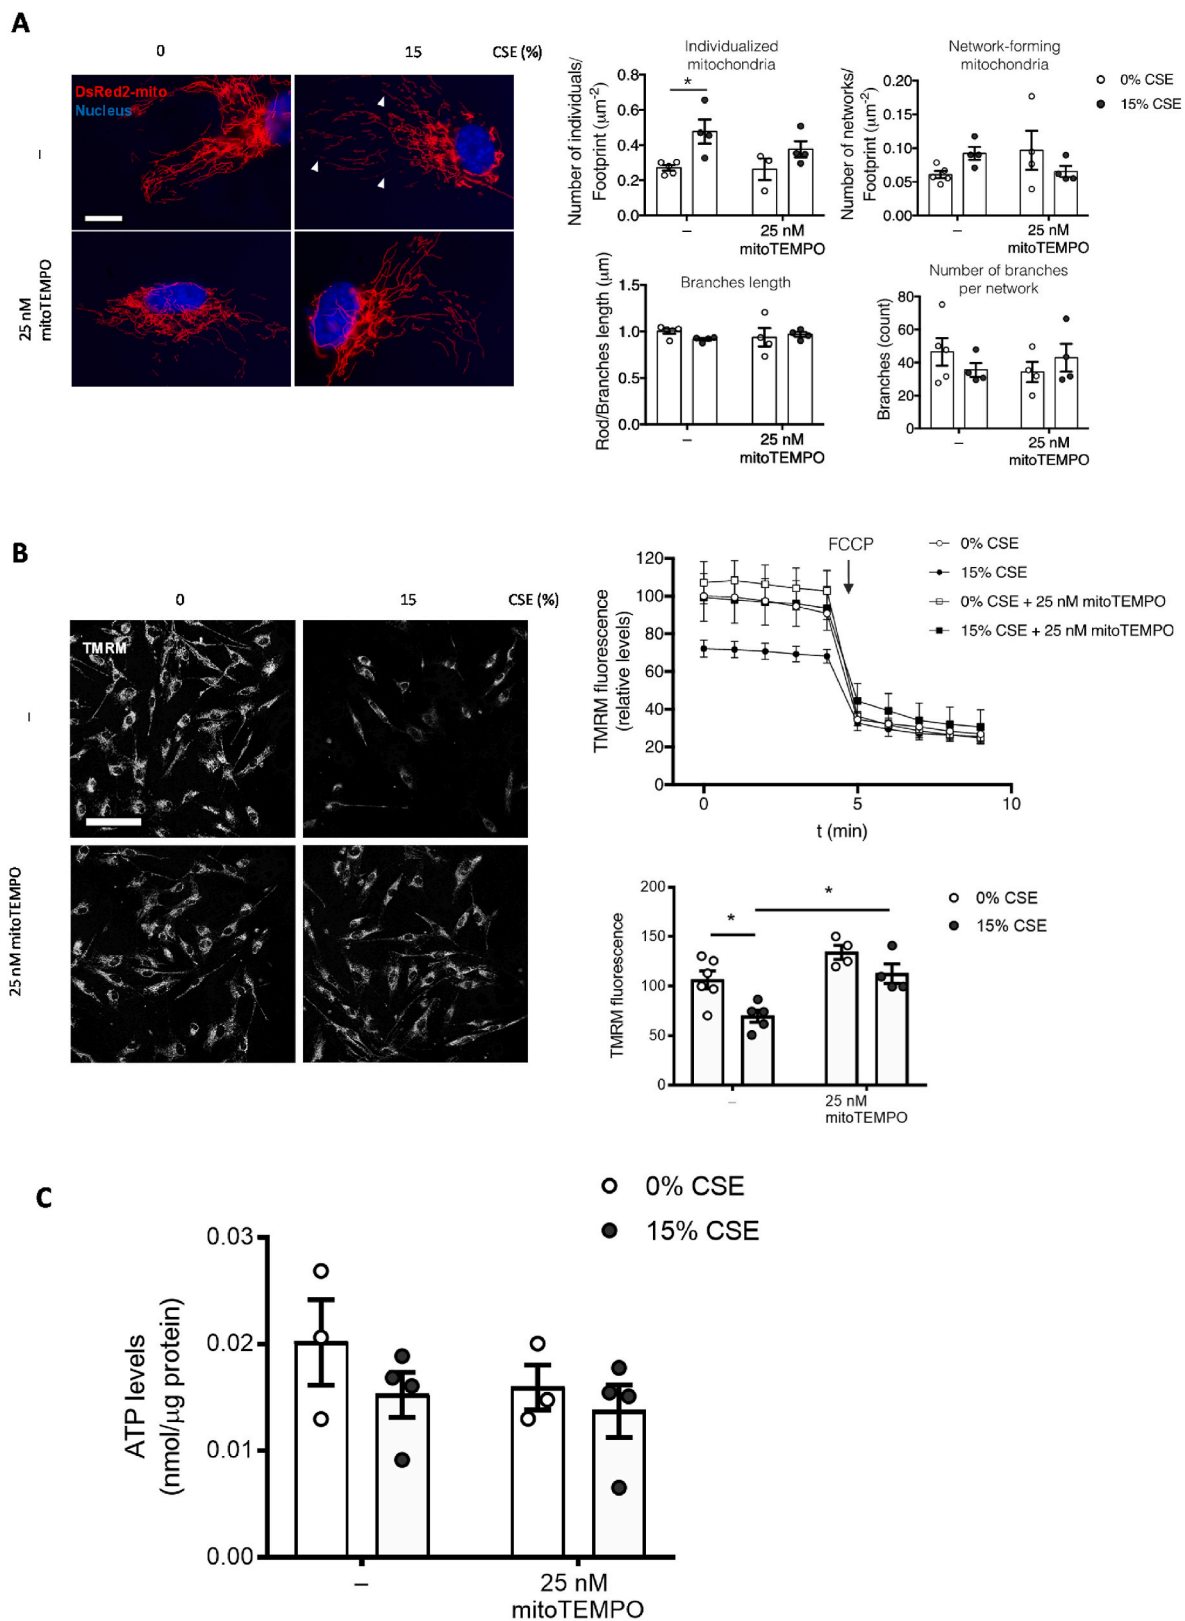 A
0
15
CSE (%)
DsRed2-mito
Nucleus
–
25 nM
mitoTEMPO
Individualized
mitochondria
Number of individuals/
Footprint (μm-2)
0.8
0.6
0.4
0.2
0.0
*
–
25 nM
mitoTEMPO
Network-forming
mitochondria
Number of networks/
Footprint (μm-2)
0.20
0.15
0.10
0.05
0.00
–
25 nM
mitoTEMPO
0% CSE
15% CSE
Branches length
Rod/Branches length (μm)
1.5
1.0
0.5
0.0
–
25 nM
mitoTEMPO
Number of branches
per network
Branches (count)
80
60
40
20
0
–
25 nM
mitoTEMPO
B
0
15
CSE (%)
TMRM
–
25 nM mitoTEMPO
FCCP
TMRM fluorescence
(relative levels)
120
100
80
60
40
20
0
0
5
10
t (min)
0% CSE
15% CSE
0% CSE + 25 nM mitoTEMPO
15% CSE + 25 nM mitoTEMPO
TMRM fluorescence
200
150
100
50
0
*
*
–
25 nM
mitoTEMPO
0% CSE
15% CSE
C
0% CSE
15% CSE
ATP levels
(nmol/μg protein)
0.03
0.02
0.01
0.00
–
25 nM
mitoTEMPO